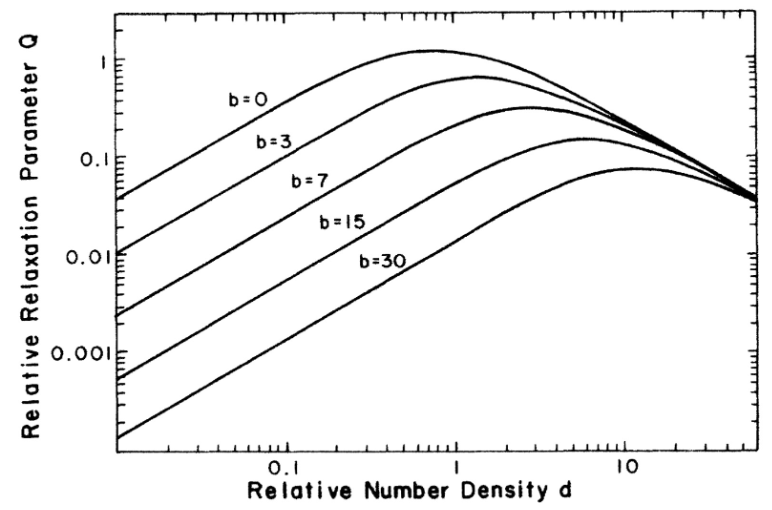 Relative Relaxation Parameter Q
1
0.1
0.01
0.001
b=0
b=3
b=7
b=15
b=30
0.1
1
10
Relative Number Density d